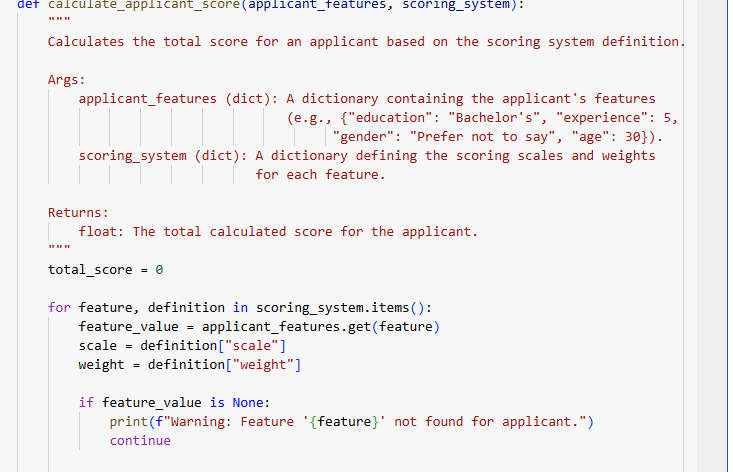 def calculate_applicant_score(applicant_features, scoring_system):
"""
Calculates the total score for an applicant based on the scoring system definition.
Args:
applicant_features (dict): A dictionary containing the applicant's features
(e.g., {"education": "Bachelor's", "experience": 5,
"gender": "Prefer not to say", "age": 30}).
scoring_system (dict): A dictionary defining the scoring scales and weights
for each feature.
Returns:
float: The total calculated score for the applicant.
"""
total_score = 0
for feature, definition in scoring_system.items():
feature_value = applicant_features.get(feature)
scale = definition["scale"]
weight = definition["weight"]
if feature_value is None:
print(f"Warning: Feature '{feature}' not found for applicant.")
continue